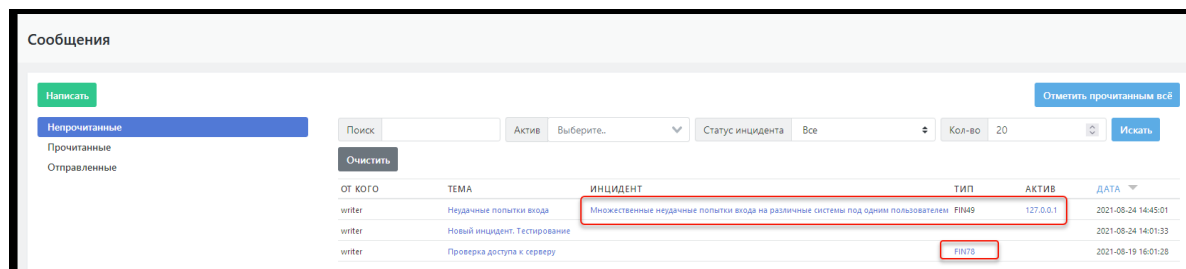 Сообщения
Написать
Отметить прочитанным всё
Непрочитанные
Прочитанные
Отправленные
Поиск Актив Выберите.. Статус инцидента Все Кол-во 20 Искать
Очистить
ОТ КОГО ТЕМА ИНЦИДЕНТ ТИП АКТИВ ДАТА
writer Неудачные попытки входа Множественные неудачные попытки входа на различные системы под одним пользователем FIN49 127.0.0.1 2021-08-24 14:45:01
writer Новый инцидент. Тестирование 2021-08-24 14:01:33
writer Проверка доступа к серверу FIN78 2021-08-19 16:01:28